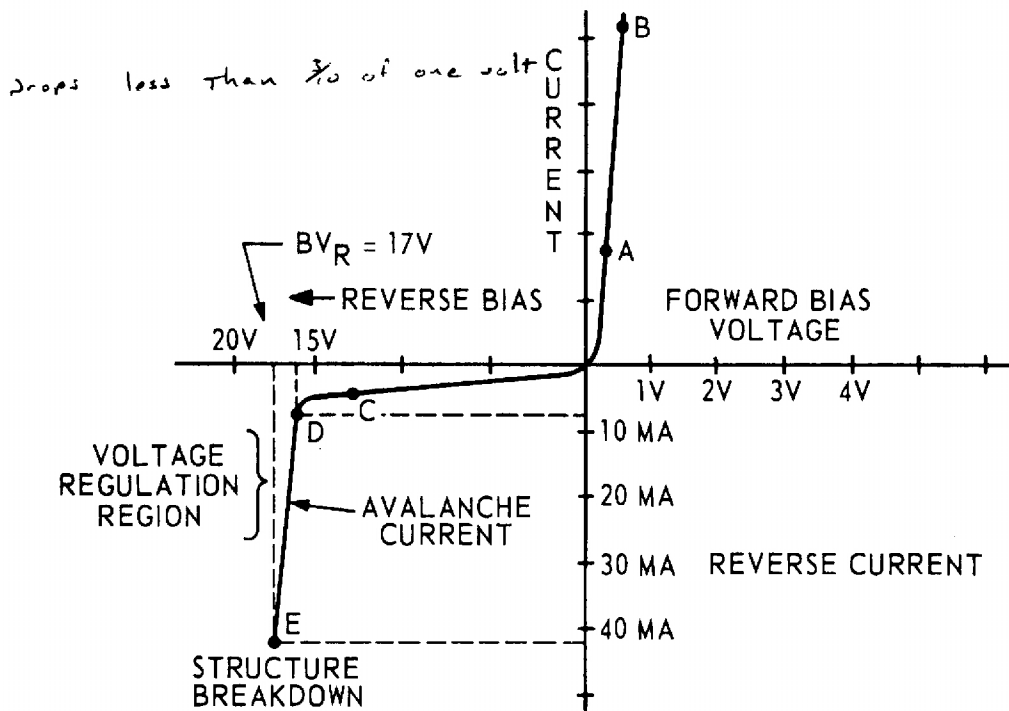 B
drops less than 3/10 of one volt
CURRENT
A
BVR = 17V
REVERSE BIAS
FORWARD BIAS
VOLTAGE
20V 15V
1V 2V 3V 4V
C
D
10 MA
VOLTAGE
REGULATION
REGION
20 MA
AVALANCHE
CURRENT
30 MA REVERSE CURRENT
E
40 MA
STRUCTURE
BREAKDOWN